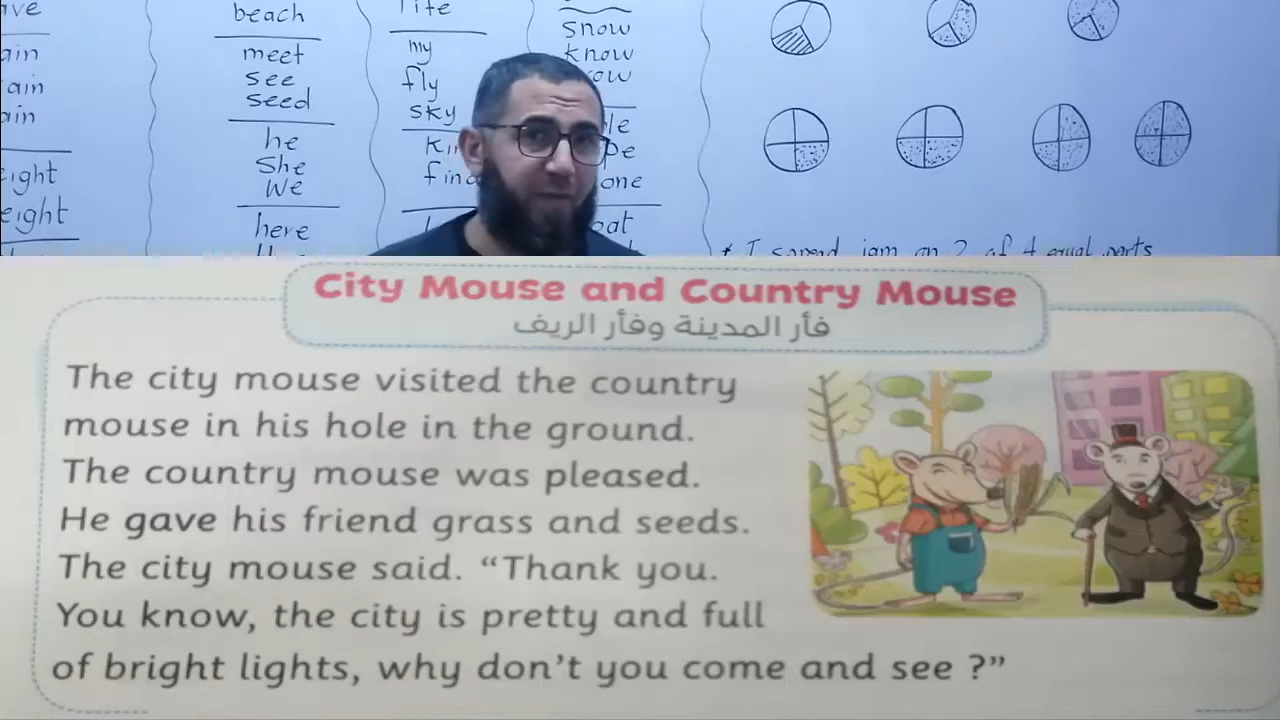 beach
meet
see
seed
he
she
we
here
life
my
fly
sky
find
snow
know
one
City Mouse and Country Mouse
فأر المدينة وفأر الريف
The city mouse visited the country
mouse in his hole in the ground.
The country mouse was pleased.
He gave his friend grass and seeds.
The city mouse said. “Thank you.
You know, the city is pretty and full
of bright lights, why don’t you come and see ?”